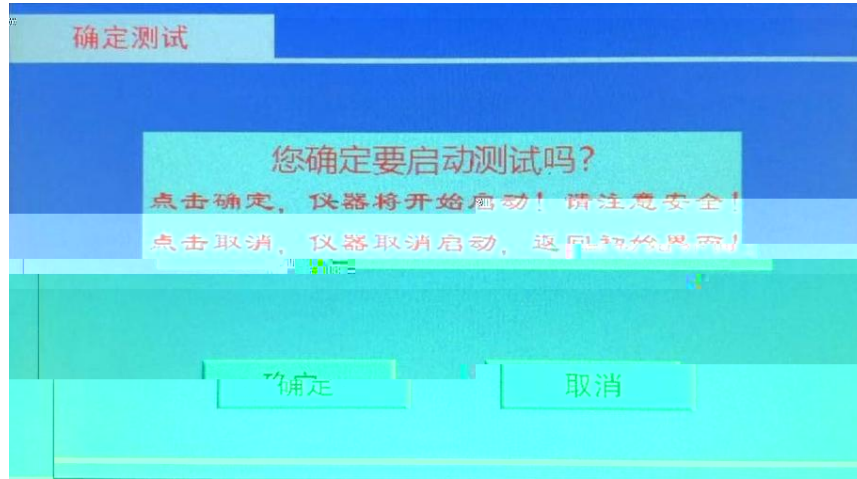 确定测试
您确定要启动测试吗？
点击确定，仪器将开始启动！请注意安全！
点击取消，仪器取消启动，返回初始界面！
确定
取消